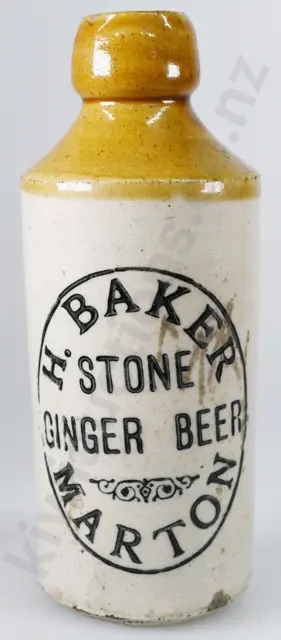 H. BAKER
STONE
GINGER BEER
MARTON